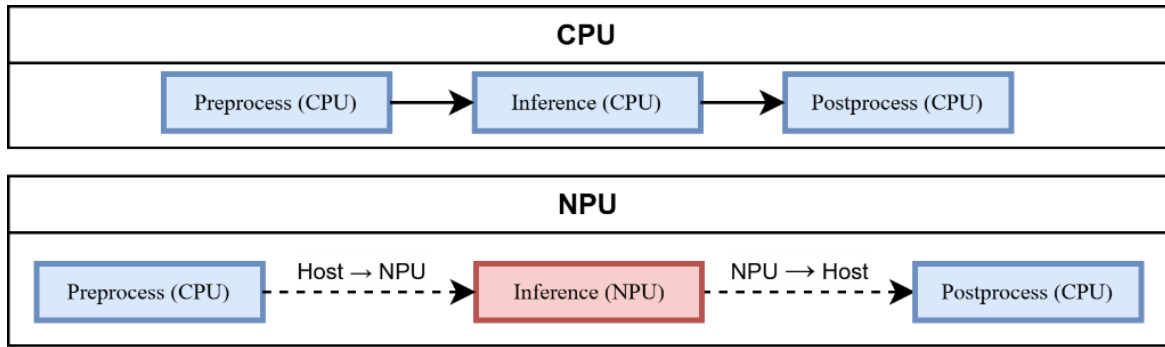 CPU
Preprocess (CPU)
Inference (CPU)
Postprocess (CPU)
NPU
Host → NPU
NPU → Host
Preprocess (CPU)
Inference (NPU)
Postprocess (CPU)